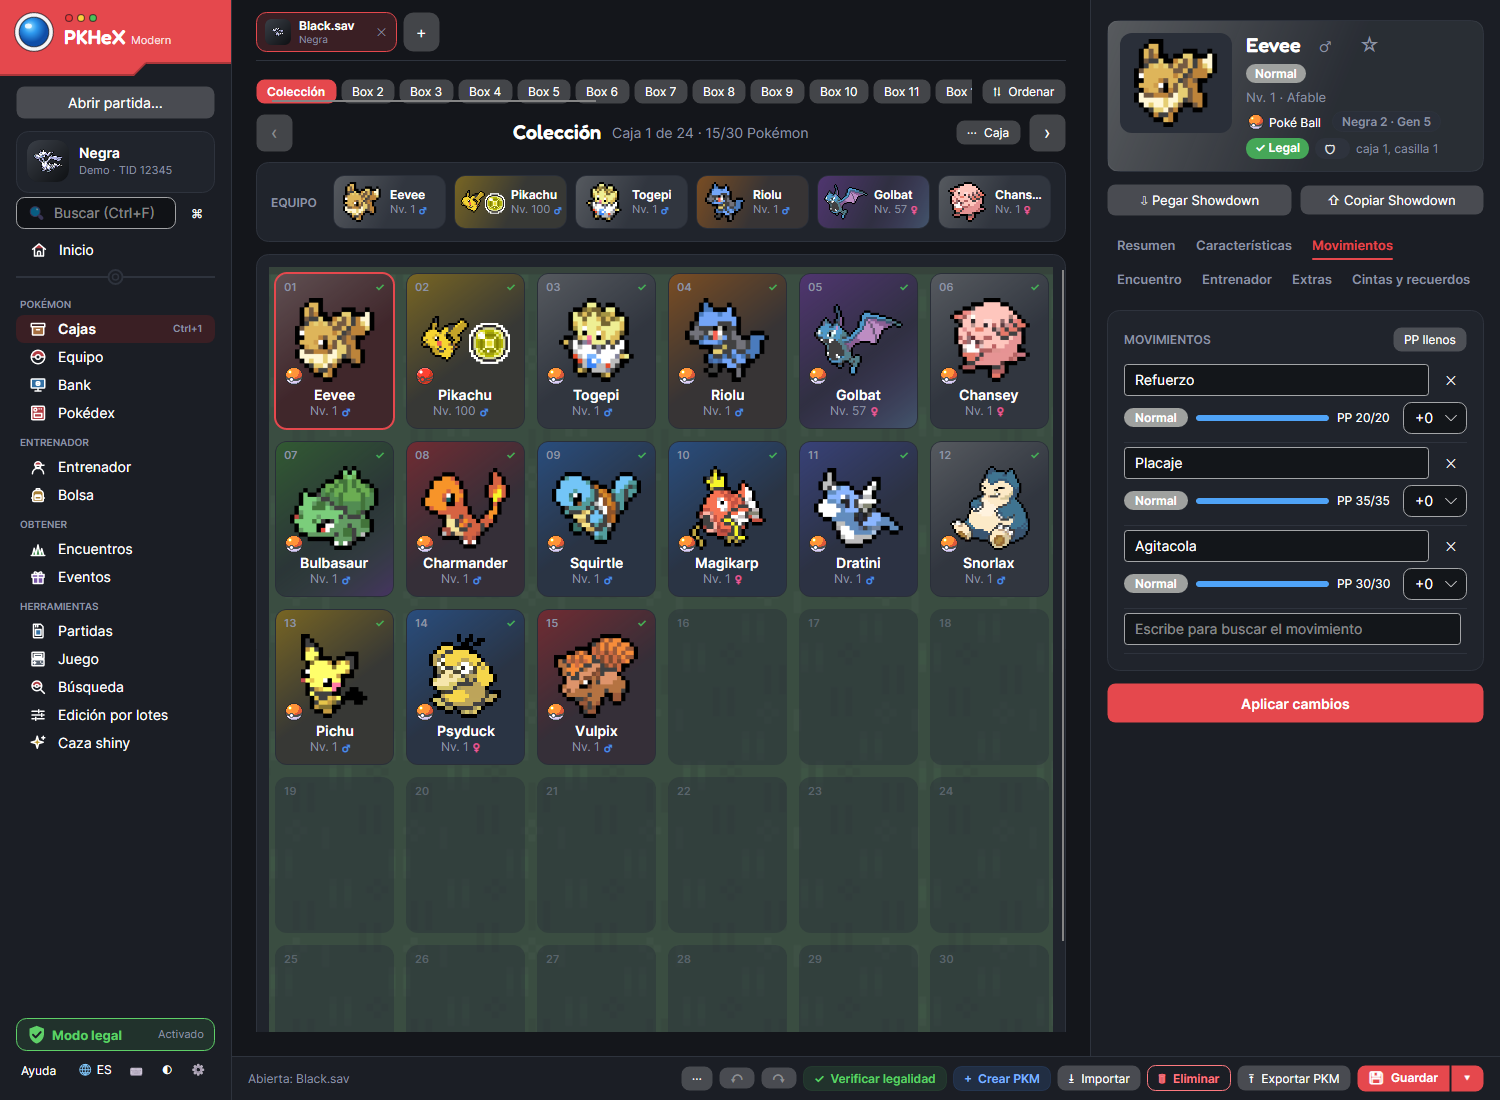 PKHeX Modern
Abrir partida...
Negra
Demo · TID 12345
Buscar (Ctrl+F)
⌘
Inicio
POKÉMON
Cajas Ctrl+1
Equipo
Bank
Pokédex
ENTRENADOR
Entrenador
Bolsa
OBTENER
Encuentros
Eventos
HERRAMIENTAS
Partidas
Juego
Búsqueda
Edición por lotes
Caza shiny
Modo legal Activado
Ayuda ES
Black.sav
Negra
+
Colección Box 2 Box 3 Box 4 Box 5 Box 6 Box 7 Box 8 Box 9 Box 10 Box 11 Box Ordenar
‹ Colección Caja 1 de 24 · 15/30 Pokémon ··· Caja ›
EQUIPO
Eevee
Nv. 1 ♂
Pikachu
Nv. 100 ♂
Togepi
Nv. 1 ♂
Riolu
Nv. 1 ♂
Golbat
Nv. 57 ♀
Chans...
Nv. 1 ♀
01 ✓ 02 ✓ 03 ✓ 04 ✓ 05 ✓ 06 ✓
Eevee Pikachu Togepi Riolu Golbat Chansey
Nv. 1 ♂ Nv. 100 ♂ Nv. 1 ♂ Nv. 1 ♂ Nv. 57 ♀ Nv. 1 ♀
07 ✓ 08 ✓ 09 ✓ 10 ✓ 11 ✓ 12 ✓
Bulbasaur Charmander Squirtle Magikarp Dratini Snorlax
Nv. 1 ♂ Nv. 1 ♂ Nv. 1 ♂ Nv. 1 ♀ Nv. 1 ♂ Nv. 1 ♂
13 ✓ 14 ✓ 15 ✓ 16 17 18
Pichu Psyduck Vulpix
Nv. 1 ♂ Nv. 1 ♀ Nv. 1 ♂
19 20 21 22 23 24
25 26 27 28 29 30
Eevee ♂ ☆
Normal
Nv. 1 · Afable
Poké Ball Negra 2 · Gen 5
✓ Legal caja 1, casilla 1
⇩ Pegar Showdown ⇧ Copiar Showdown
Resumen Características Movimientos
Encuentro Entrenador Extras Cintas y recuerdos
MOVIMIENTOS PP llenos
Refuerzo ×
Normal PP 20/20 +0
Placaje ×
Normal PP 35/35 +0
Agitacola ×
Normal PP 30/30 +0
Escribe para buscar el movimiento
Aplicar cambios
Abierta: Black.sav
··· ✓ Verificar legalidad + Crear PKM Importar Eliminar Exportar PKM Guardar